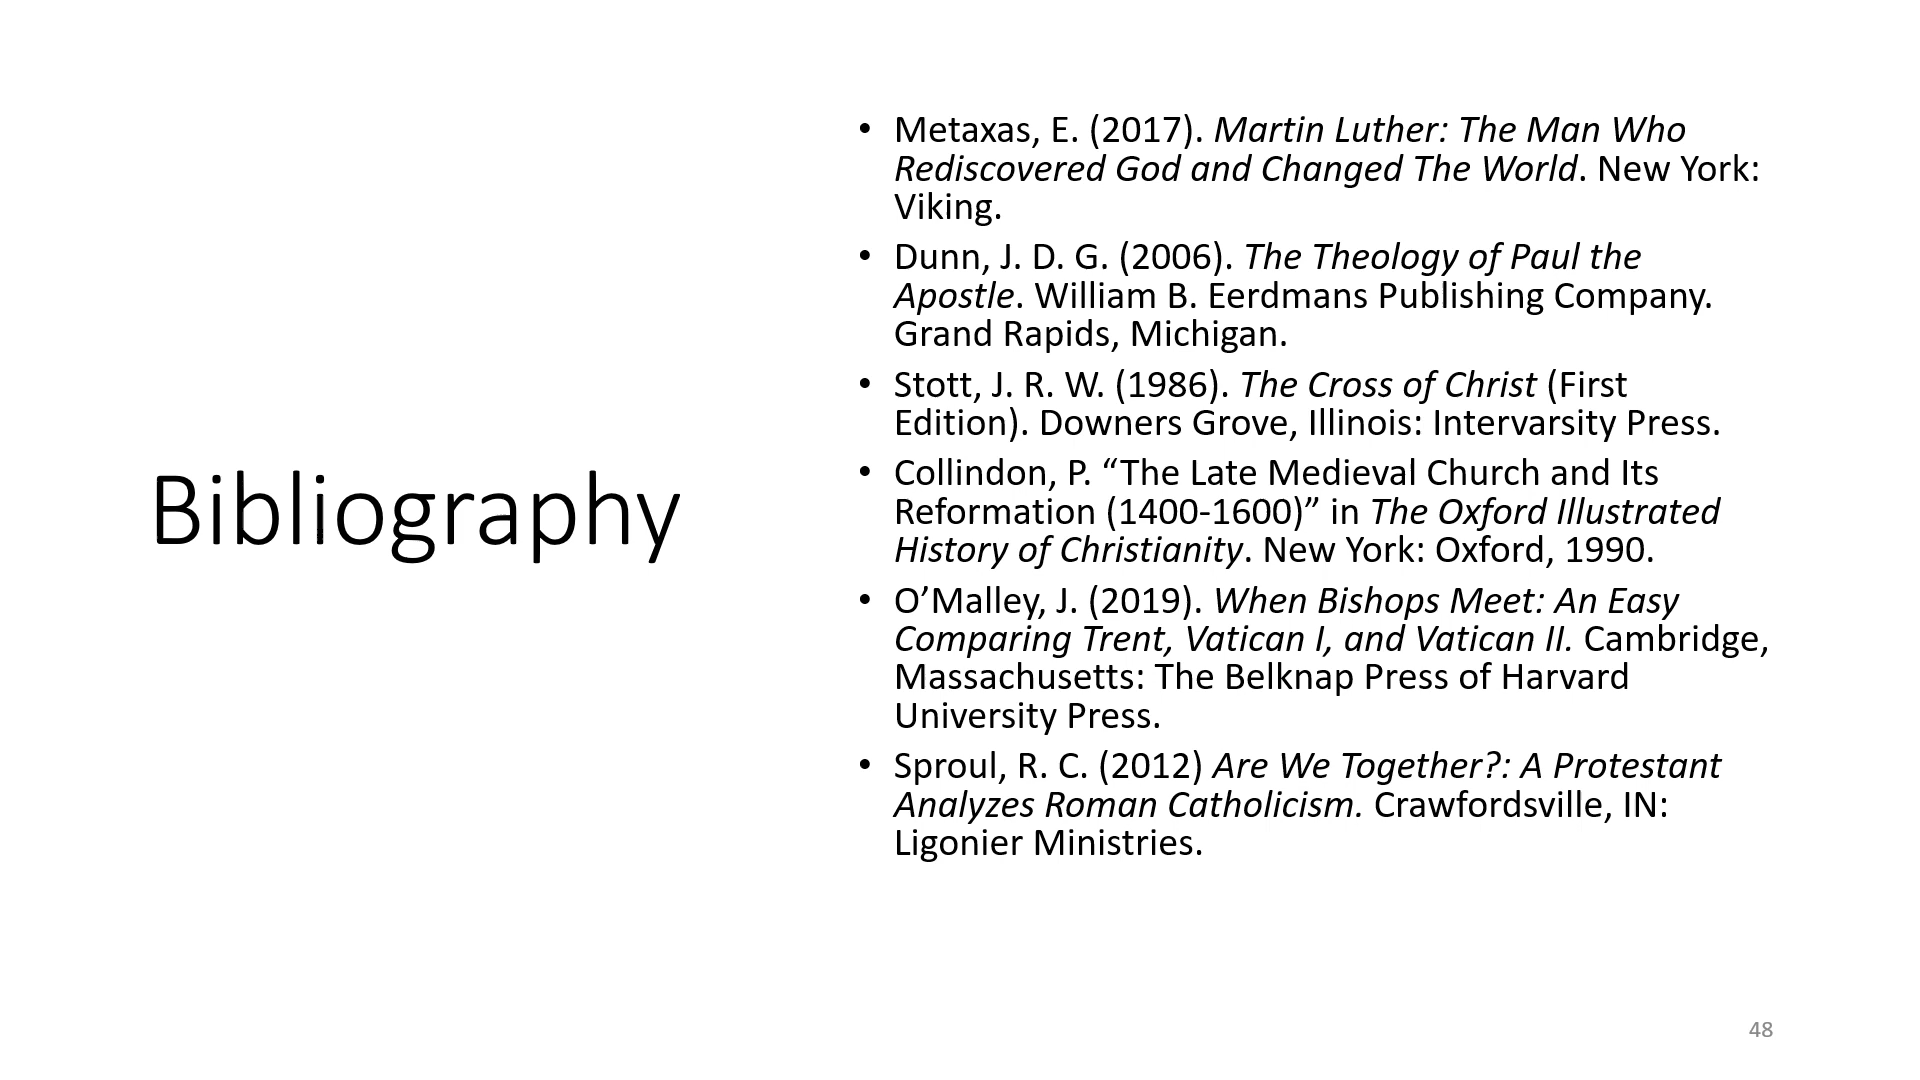 Bibliography
• Metaxas, E. (2017). Martin Luther: The Man Who
Rediscovered God and Changed The World. New York:
Viking.
• Dunn, J. D. G. (2006). The Theology of Paul the
Apostle. William B. Eerdmans Publishing Company.
Grand Rapids, Michigan.
• Stott, J. R. W. (1986). The Cross of Christ (First
Edition). Downers Grove, Illinois: Intervarsity Press.
• Collindon, P. “The Late Medieval Church and Its
Reformation (1400-1600)” in The Oxford Illustrated
History of Christianity. New York: Oxford, 1990.
• O’Malley, J. (2019). When Bishops Meet: An Easy
Comparing Trent, Vatican I, and Vatican II. Cambridge,
Massachusetts: The Belknap Press of Harvard
University Press.
• Sproul, R. C. (2012) Are We Together?: A Protestant
Analyzes Roman Catholicism. Crawfordsville, IN:
Ligonier Ministries.
48